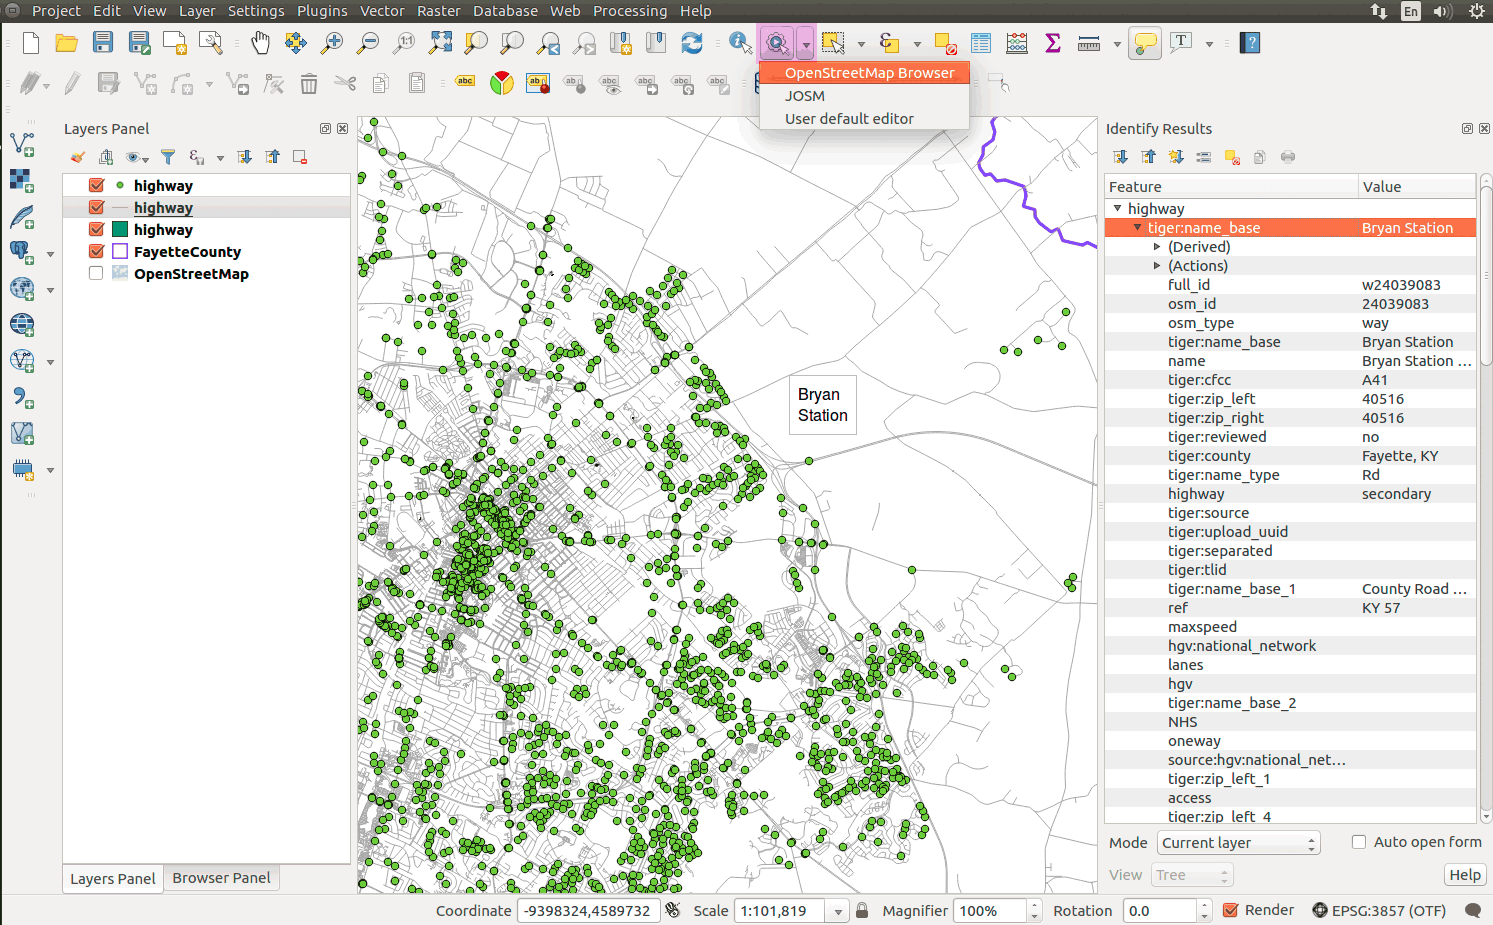 Project Edit View Layer Settings Plugins Vector Raster Database Web Processing Help
En
1:1
OpenStreetMap Browser
JOSM
User default editor
Layers Panel
highway
highway
highway
FayetteCounty
OpenStreetMap
Layers Panel
Browser Panel
Bryan
Station
Identify Results
Feature Value
highway
tiger:name_base Bryan Station
(Derived)
(Actions)
full_id w24039083
osm_id 24039083
osm_type way
tiger:name_base Bryan Station
name Bryan Station ...
tiger:cfcc A41
tiger:zip_left 40516
tiger:zip_right 40516
tiger:reviewed no
tiger:county Fayette, KY
tiger:name_type Rd
highway secondary
tiger:source
tiger:upload_uuid
tiger:separated
tiger:tlid
tiger:name_base_1 County Road ...
ref KY 57
maxspeed
hgv:national_network
lanes
hgv
tiger:name_base_2
NHS
oneway
source:hgv:national_net...
tiger:zip_left_1
access
tiger:zip_left_4
Mode Current layer Auto open form
View Tree Help
Coordinate -9398324,4589732 Scale 1:101,819 Magnifier 100% Rotation 0.0 Render EPSG:3857 (OTF)